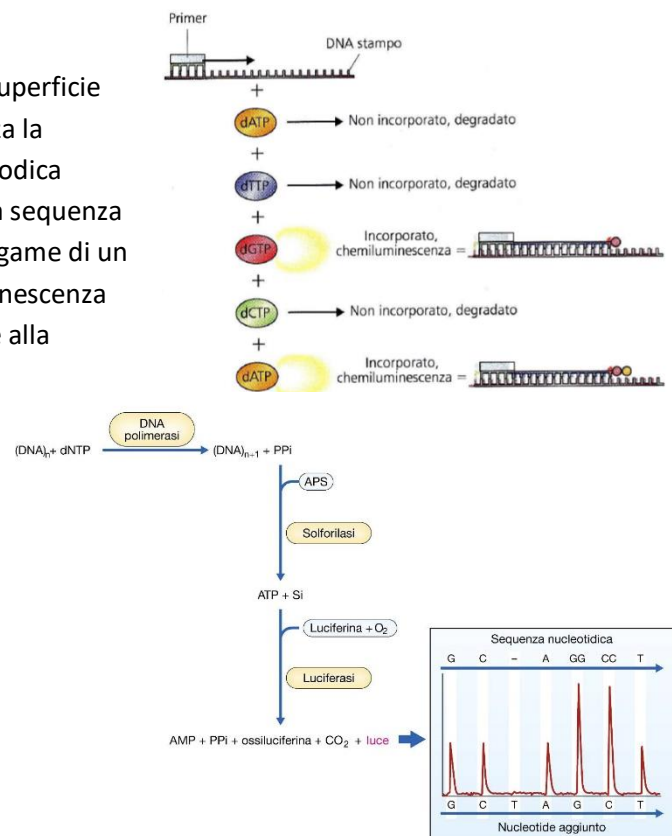 Primer
DNA stampo
uperficie
a la
odica
a sequenza
game di un
inescenza
e alla
+
dATP Non incorporato, degradato
+
dTTP Non incorporato, degradato
+
dGTP Incorporato,
chemiluminescenza =
+
dCTP Non incorporato, degradato
+
dATP Incorporato,
chemiluminescenza =
DNA
polimerasi
(DNA)n+ dNTP (DNA)n+1 + PPi
APS
Solforilasi
ATP + Si
Luciferina + O2
Luciferasi
AMP + PPi + ossiluciferina + CO2 + luce
Sequenza nucleotidica
G C – A GG CC T
G C T A G C T
Nucleotide aggiunto